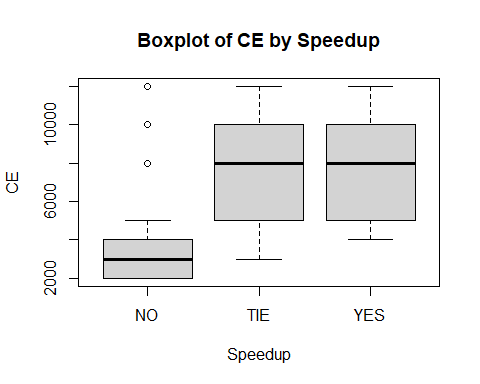 Boxplot of CE by Speedup
CE
10000
6000
2000
NO TIE YES
Speedup